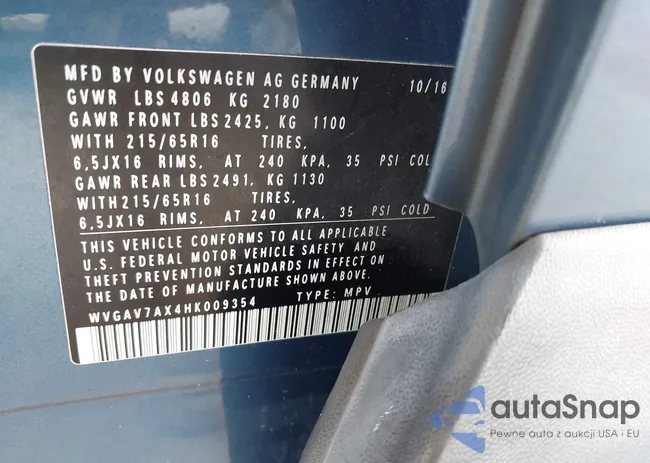 MFD BY VOLKSWAGEN AG GERMANY 10/16
GVWR LBS 4806 KG 2180
GAWR FRONT LBS 2425, KG 1100
WITH 215/65R16 TIRES,
6,5JX16 RIMS, AT 240 KPA, 35 PSI COL
GAWR REAR LBS 2491, KG 1130
WITH215/65R16 TIRES,
6,5JX16 RIMS, AT 240 KPA, 35 PSI COLD
THIS VEHICLE CONFORMS TO ALL APPLICABLE
U.S. FEDERAL MOTOR VEHICLE SAFETY AND
THEFT PREVENTION STANDARDS IN EFFECT ON
THE DATE OF MANUFACTURE SHOWN ABOVE.
WVGAV7AX4HK009354 TYPE: MPV
autaSnap
Pewne auta z aukcji USA i EU